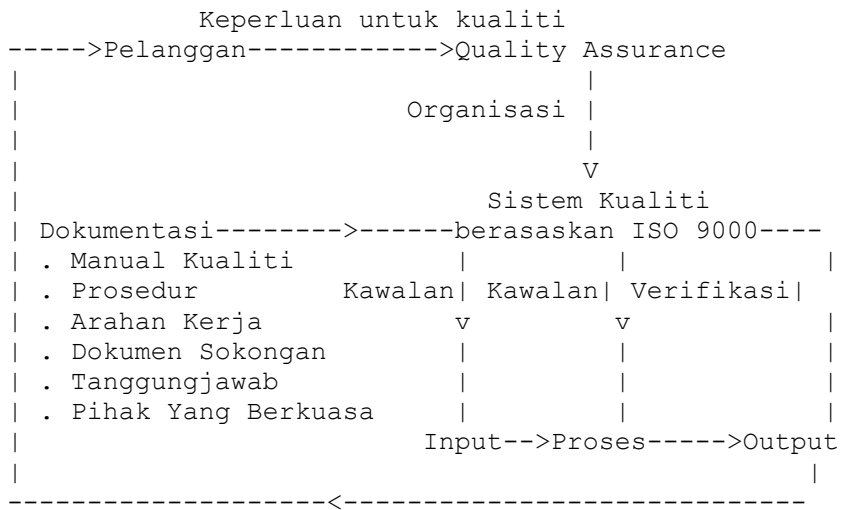 Keperluan untuk kualiti
----->Pelanggan------------>Quality Assurance
Organisasi
V
Sistem Kualiti
Dokumentasi-------->------berasaskan ISO 9000----
. Manual Kualiti
. Prosedur Kawalan| Kawalan| Verifikasi|
. Arahan Kerja v v
. Dokumen Sokongan
. Tanggungjawab
. Pihak Yang Berkuasa
Input-->Proses----->Output
--------------------<-----------------------------